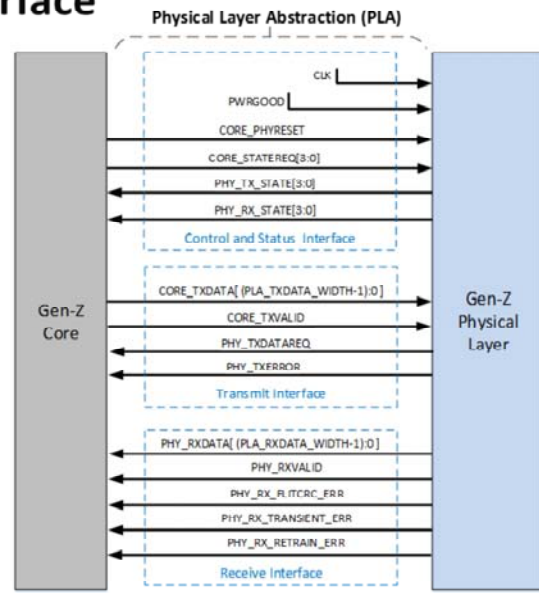 rface
Physical Layer Abstraction (PLA)
CLK
PWRGOOD
CORE_PHYRESET
CORE_STATEREQ[3:0]
PHY_TX_STATE[3:0]
PHY_RX_STATE[3:0]
Control and Status Interface
CORE_TXDATA[ (PLA_TXDATA_WIDTH-1):0 ]
CORE_TXVALID
PHY_TXDATAREQ
PHY_TXERROR
Transmit Interface
Gen-Z
Core
Gen-Z
Physical
Layer
PHY_RXDATA[ (PLA_RXDATA_WIDTH-1):0 ]
PHY_RXVALID
PHY_RX_FLITCRC_ERR
PHY_RX_TRANSIENT_ERR
PHY_RX_RETRAIN_ERR
Receive Interface